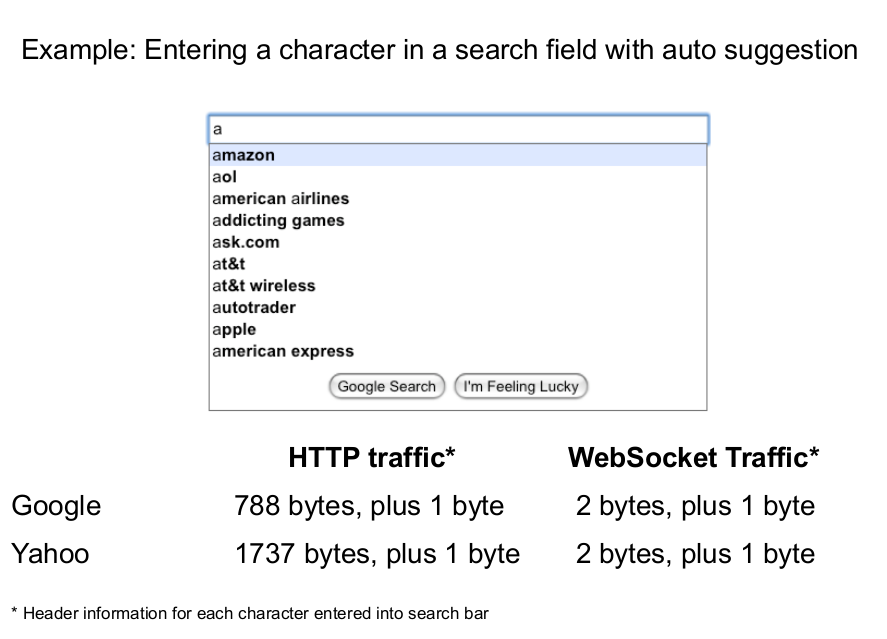 Example: Entering a character in a search field with auto suggestion
a
amazon
aol
american airlines
addicting games
ask.com
at&t
at&t wireless
autotrader
apple
american express
Google Search I'm Feeling Lucky
HTTP traffic* WebSocket Traffic*
Google 788 bytes, plus 1 byte 2 bytes, plus 1 byte
Yahoo 1737 bytes, plus 1 byte 2 bytes, plus 1 byte
* Header information for each character entered into search bar